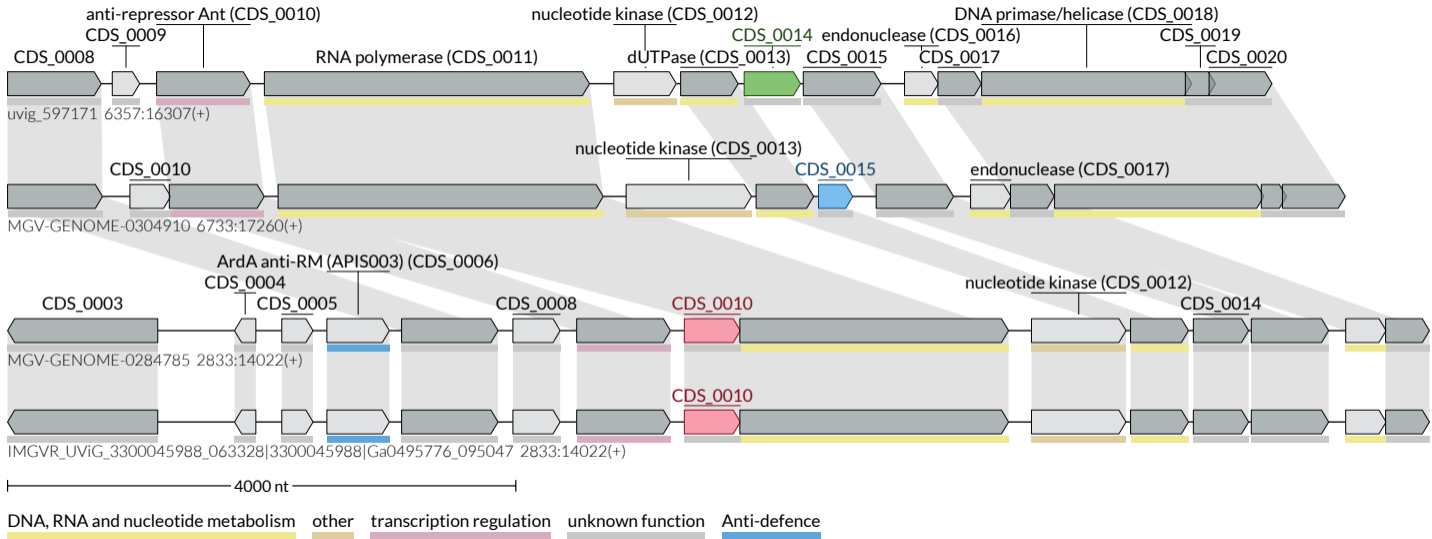 anti-repressor Ant (CDS_0010) nucleotide kinase (CDS_0012) DNA primase/helicase (CDS_0018)
CDS_0009 CDS_0014 endonuclease (CDS_0016) CDS_0019
CDS_0008 RNA polymerase (CDS_0011) dUTPase (CDS_0013) CDS_0015 CDS_0017 CDS_0020
uvig_597171 6357:16307(+)
nucleotide kinase (CDS_0013)
CDS_0010 CDS_0015 endonuclease (CDS_0017)
MGV-GENOME-0304910 6733:17260(+)
ArdA anti-RM (APIS003) (CDS_0006)
CDS_0004 nucleotide kinase (CDS_0012)
CDS_0003 CDS_0005 CDS_0008 CDS_0010 CDS_0014
MGV-GENOME-0284785 2833:14022(+)
CDS_0010
IMGVR_UViG_3300045988_063328|3300045988|Ga0495776_095047 2833:14022(+)
4000 nt
DNA, RNA and nucleotide metabolism other transcription regulation unknown function Anti-defence